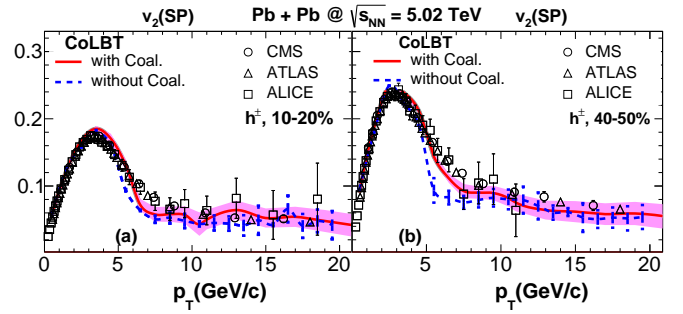 v2(SP) Pb + Pb @ √sNN = 5.02 TeV v2(SP)
CoLBT
with Coal.
without Coal.
CMS
ATLAS
ALICE
h±, 10-20%
(a)
CoLBT
with Coal.
without Coal.
CMS
ATLAS
ALICE
h±, 40-50%
(b)
0.3
0.2
0.1
0 5 10 15 20
5 10 15 20
pT(GeV/c)
pT(GeV/c)